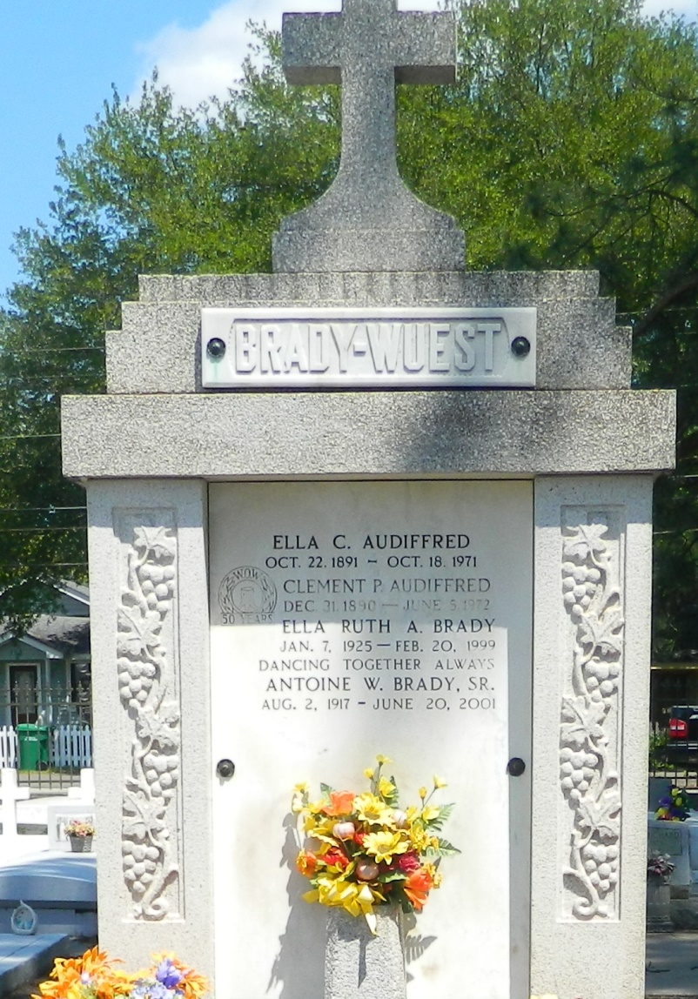 BRADY-WUEST
ELLA C. AUDIFFRED
OCT. 22. 1891 – OCT. 18. 1971
WOW
50 YEARS
CLEMENT P. AUDIFFRED
DEC. 31. 1890 — JUNE 5. 1972
ELLA RUTH A. BRADY
JAN. 7, 1925 – FEB. 20, 1999
DANCING TOGETHER ALWAYS
ANTOINE W. BRADY, SR.
AUG. 2, 1917 – JUNE 20, 2001